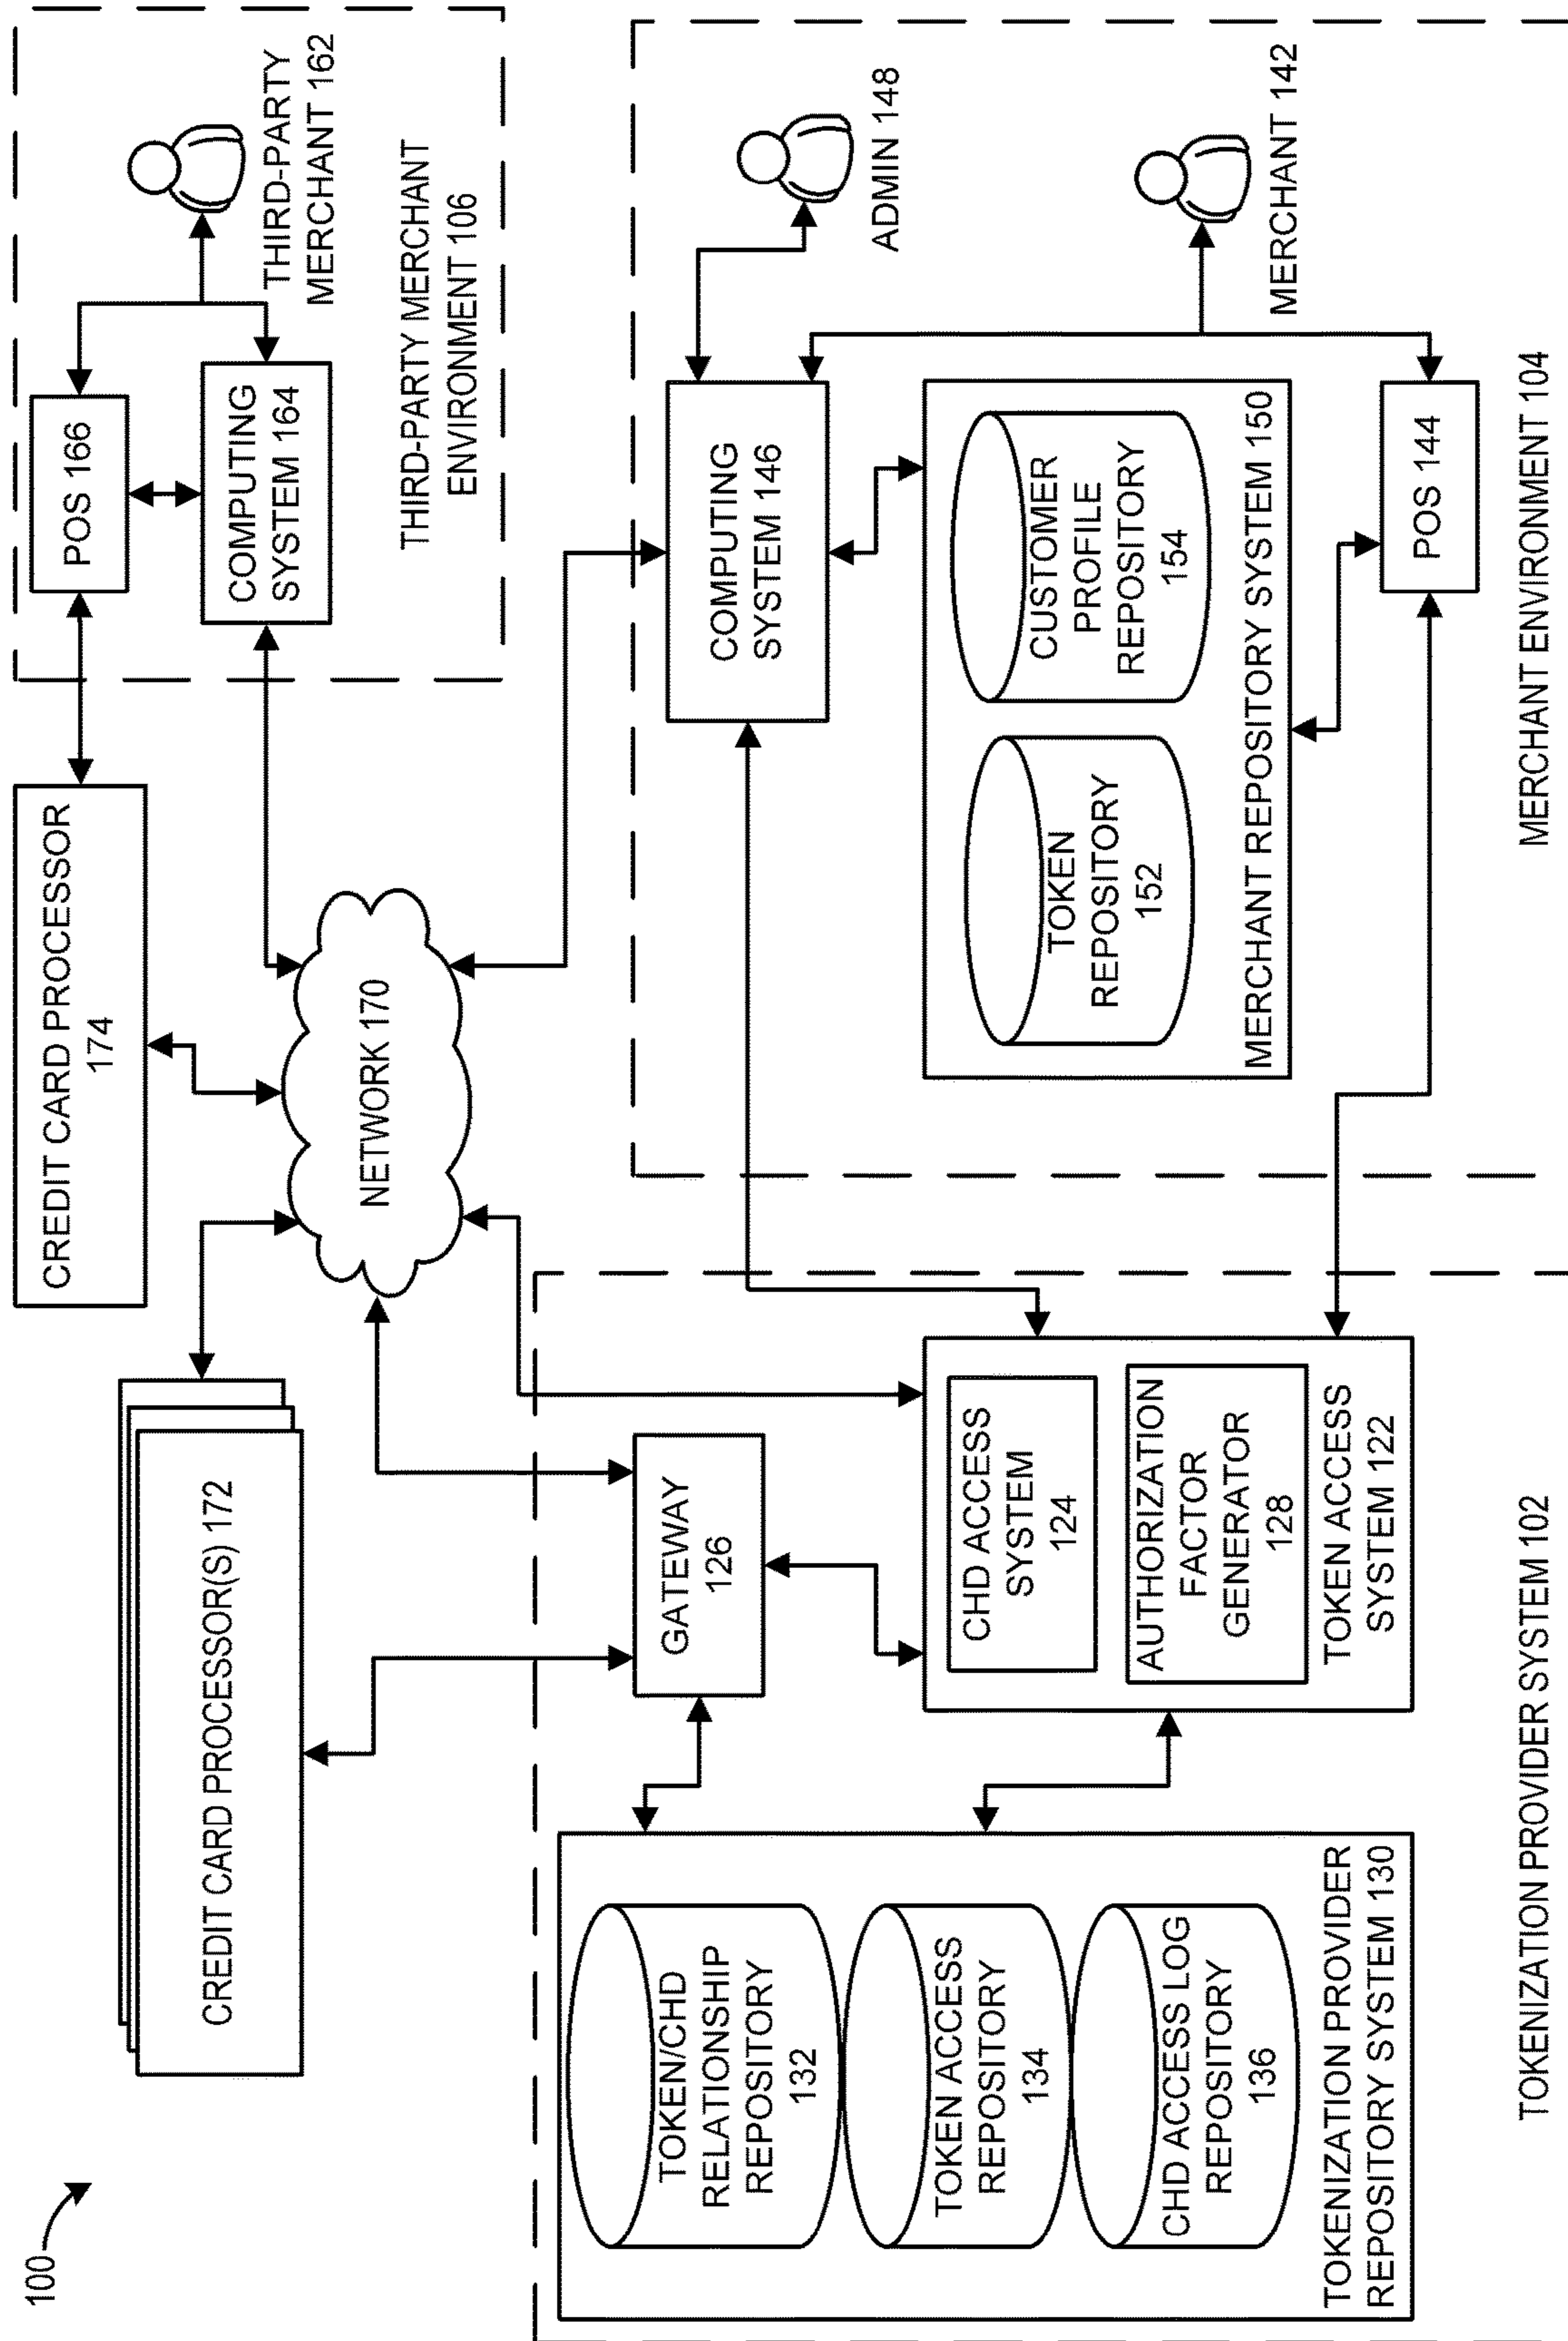 100
CREDIT CARD PROCESSOR(S) 172
CREDIT CARD PROCESSOR
174
NETWORK 170
POS 166
COMPUTING
SYSTEM 164
THIRD-PARTY
MERCHANT 162
THIRD-PARTY MERCHANT
ENVIRONMENT 106
TOKEN/CHD
RELATIONSHIP
REPOSITORY
132
TOKEN ACCESS
REPOSITORY
134
CHD ACCESS LOG
REPOSITORY
136
TOKENIZATION PROVIDER
REPOSITORY SYSTEM 130
GATEWAY
126
CHD ACCESS
SYSTEM
124
AUTHORIZATION
FACTOR
GENERATOR
128
TOKEN ACCESS
SYSTEM 122
TOKENIZATION PROVIDER SYSTEM 102
COMPUTING
SYSTEM 146
ADMIN 148
TOKEN
REPOSITORY
152
CUSTOMER
PROFILE
REPOSITORY
154
MERCHANT REPOSITORY SYSTEM 150
MERCHANT 142
POS 144
MERCHANT ENVIRONMENT 104